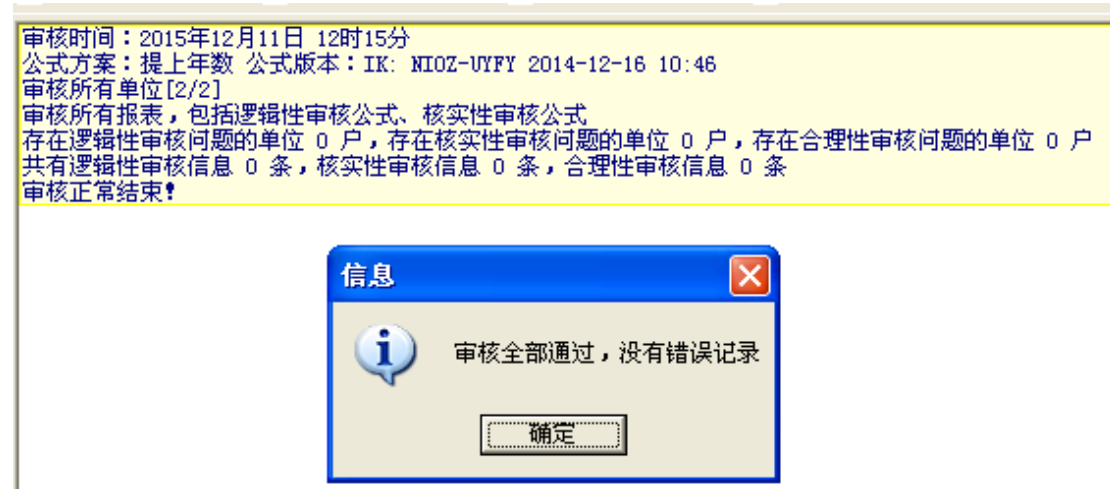 审核时间：2015年12月11日 12时15分
公式方案：提上年数 公式版本：IK: NIOZ-UYFY 2014-12-16 10:46
审核所有单位[2/2]
审核所有报表，包括逻辑性审核公式、核实性审核公式
存在逻辑性审核问题的单位 0 户，存在核实性审核问题的单位 0 户，存在合理性审核问题的单位 0 户
共有逻辑性审核信息 0 条，核实性审核信息 0 条，合理性审核信息 0 条
审核正常结束！
信息
审核全部通过，没有错误记录
确定